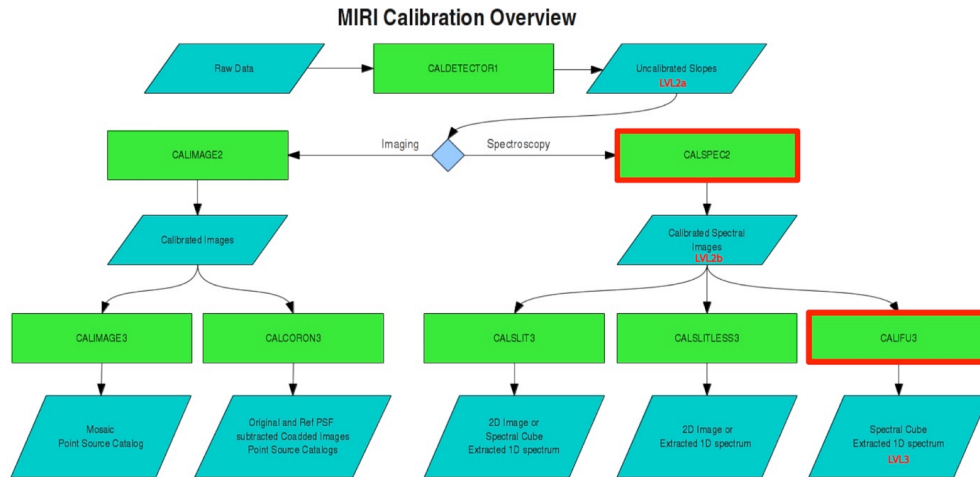 MIRI Calibration Overview
Raw Data
CALDETECTOR1
Uncalibrated Slopes
LVL2a
Imaging
Spectroscopy
CALIMAGE2
CALSPEC2
Calibrated Images
Calibrated Spectral
Images
LVL2b
CALIMAGE3
CALCORON3
CALSLIT3
CALSLITLESS3
CALIFU3
Mosaic
Point Source Catalog
Original and Ref PSF
subtracted Coadded Images
Point Source Catalogs
2D Image or
Spectral Cube
Extracted 1D spectrum
2D Image or
Extracted 1D spectrum
Spectral Cube
Extracted 1D spectrum
LVL3